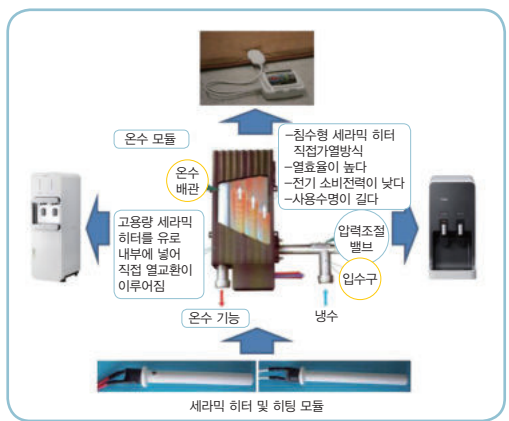 온수 모듈
–침수형 세라믹 히터
직접가열방식
–열효율이 높다
–전기 소비전력이 낮다
–사용수명이 길다
온수
배관
고용량 세라믹
히터를 유로
내부에 넣어
직접 열교환이
이루어짐
압력조절
밸브
입수구
온수 기능
냉수
세라믹 히터 및 히팅 모듈